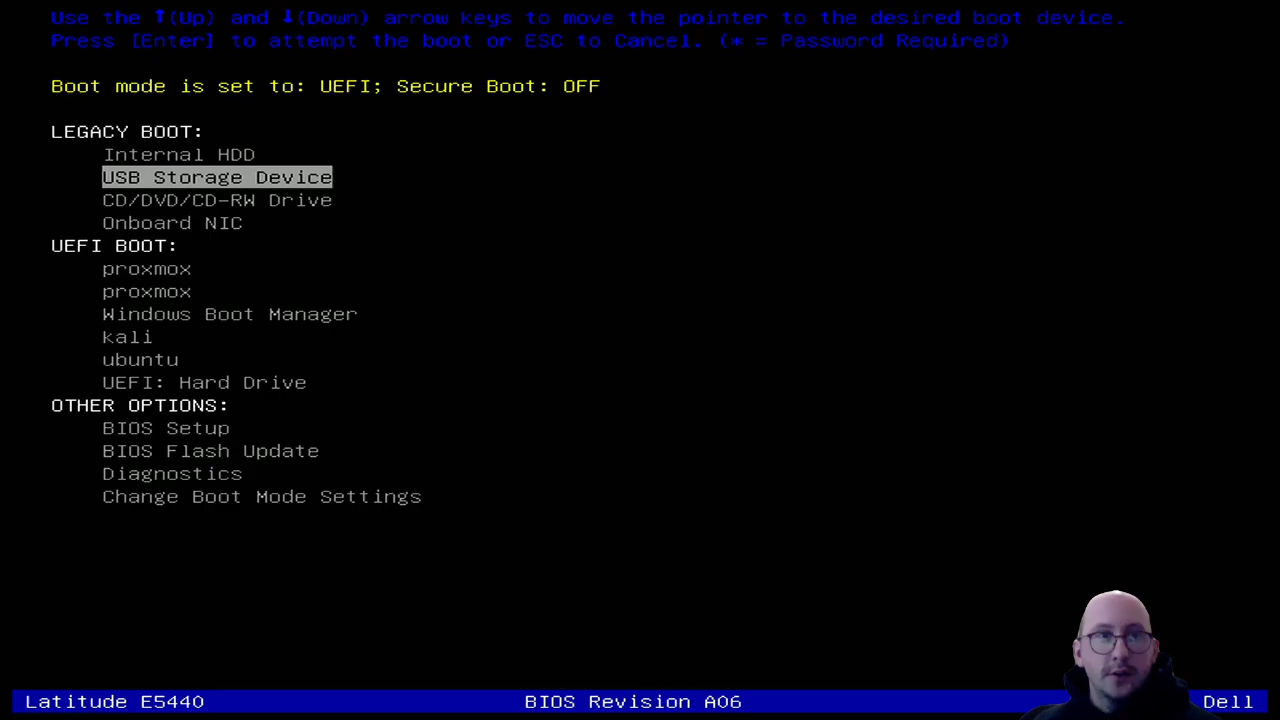 Use the ↑(Up) and ↓(Down) arrow keys to move the pointer to the desired boot device.
Press [Enter] to attempt the boot or ESC to Cancel. (* = Password Required)
Boot mode is set to: UEFI; Secure Boot: OFF
LEGACY BOOT:
Internal HDD
USB Storage Device
CD/DVD/CD-RW Drive
Onboard NIC
UEFI BOOT:
proxmox
proxmox
Windows Boot Manager
kali
ubuntu
UEFI: Hard Drive
OTHER OPTIONS:
BIOS Setup
BIOS Flash Update
Diagnostics
Change Boot Mode Settings
Latitude E5440 BIOS Revision A06 Dell